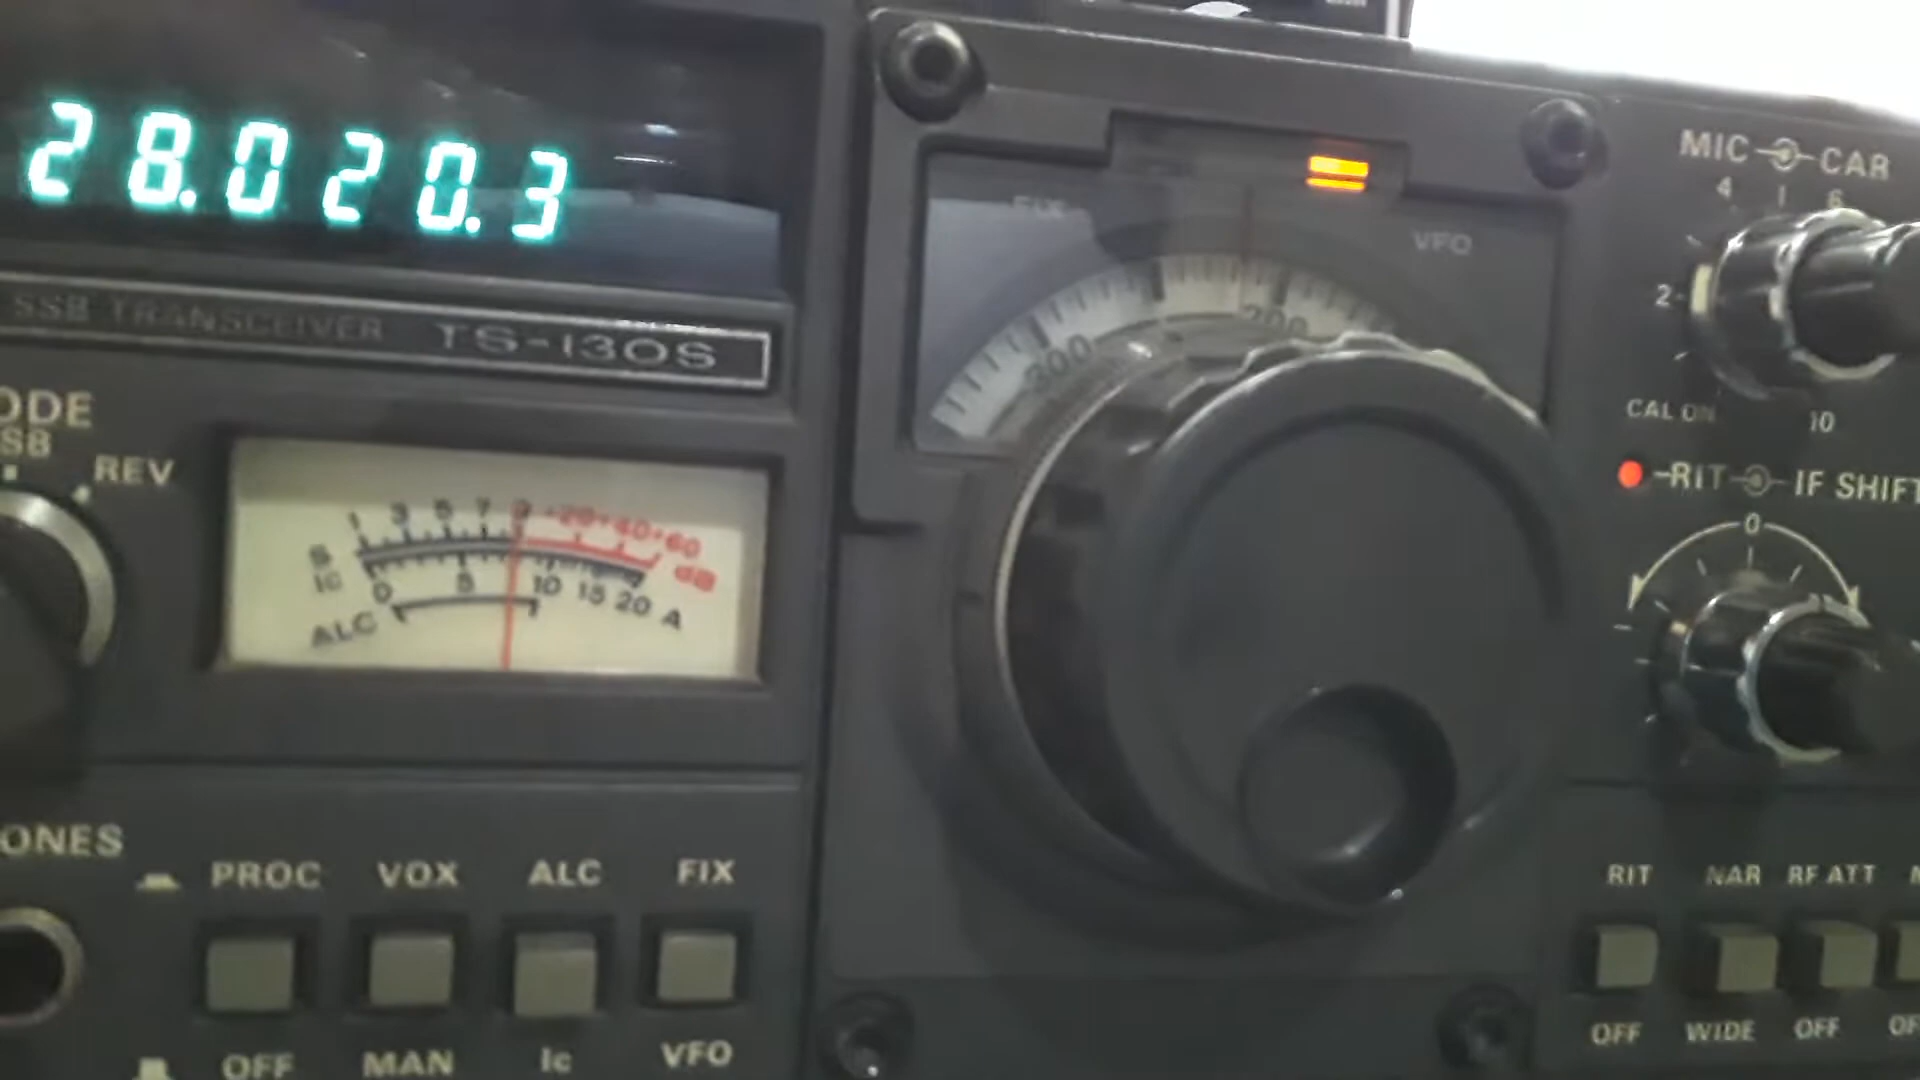 28.020.3
SSB TRANSCEIVER TS-130S
ODE
SB
REV
1 3 5 7 9 +20+40+60
S
dB
Ic
0 5 10 15 20 A
ALC
FIX
VFO
300
200
MIC CAR
4 1 6
2
10
CAL ON
RIT IF SHIFT
0
ONES
PROC VOX ALC FIX
OFF MAN Ic VFO
RIT NAR RF ATT
OFF WIDE OFF OF